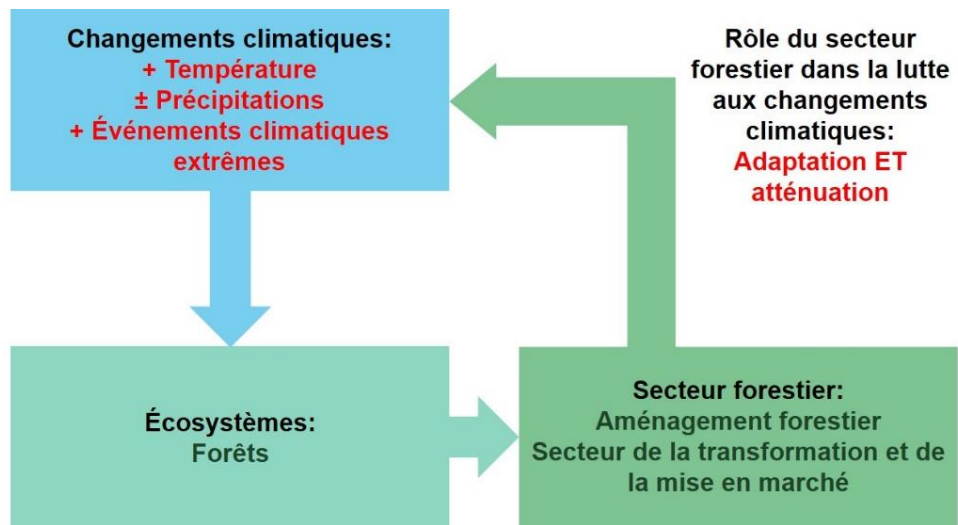 Changements climatiques:
+ Température
± Précipitations
+ Événements climatiques
extrêmes
Rôle du secteur
forestier dans la lutte
aux changements
climatiques:
Adaptation ET
atténuation
Écosystèmes:
Forêts
Secteur forestier:
Aménagement forestier
Secteur de la transformation et de
la mise en marché